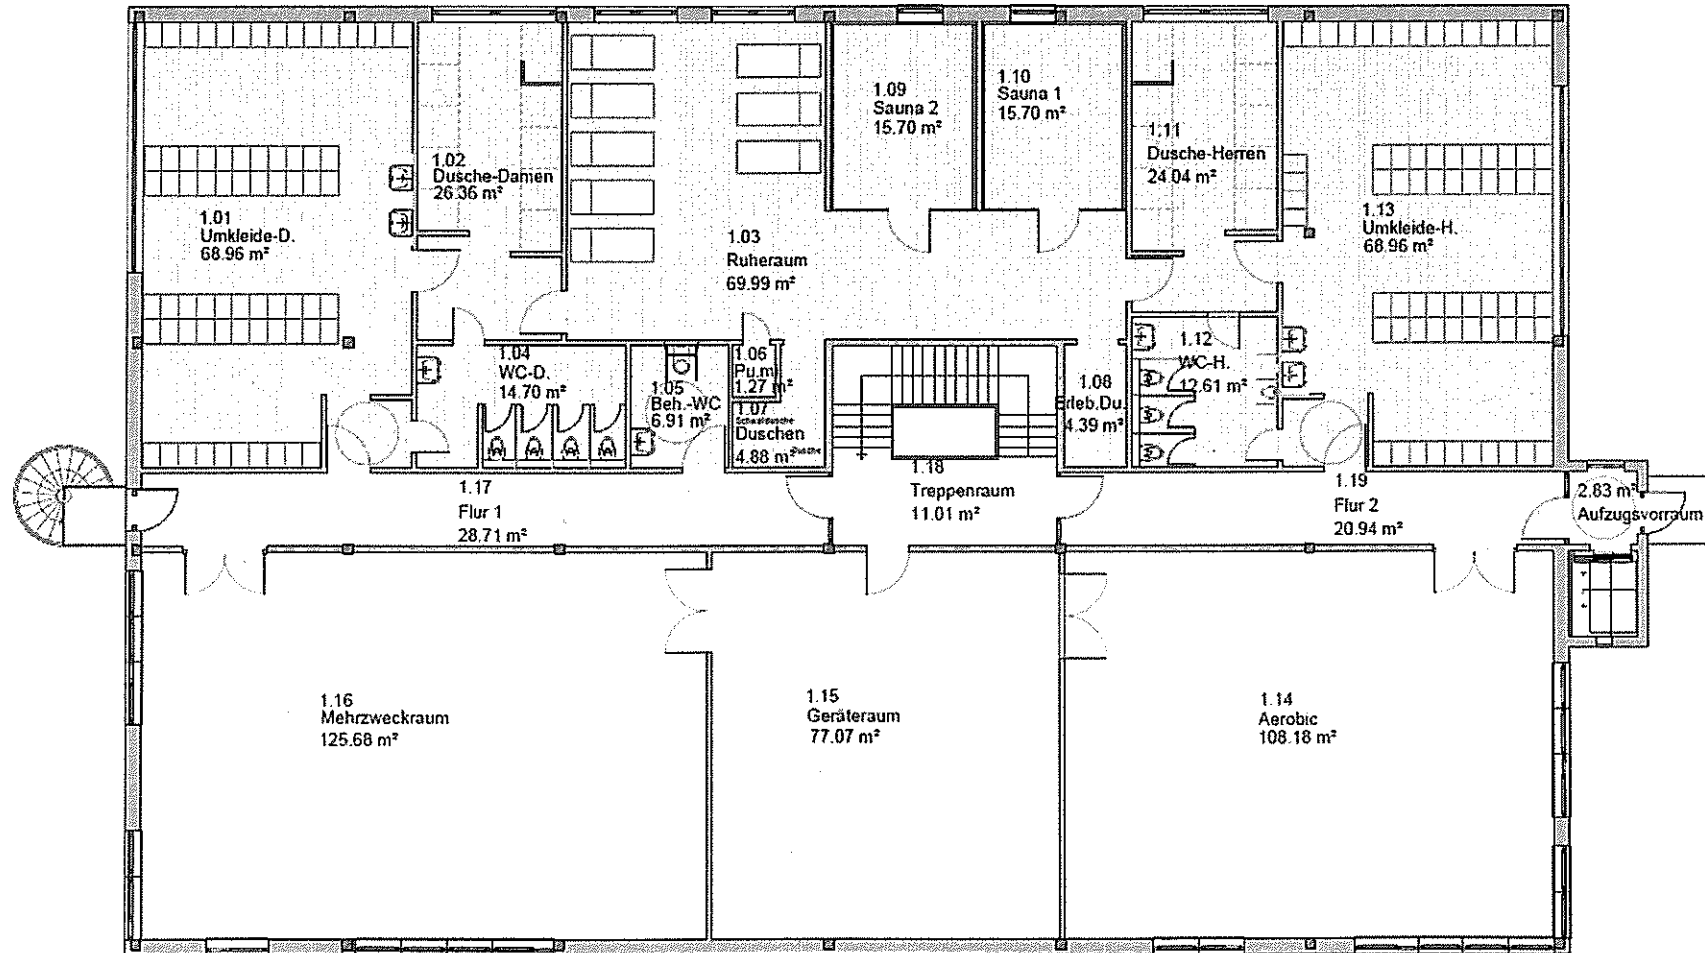 1.01
Umkleide-D.
68.96 m²
1.02
Dusche-Damen
26.36 m²
1.03
Ruheraum
69.99 m²
1.09
Sauna 2
15.70 m²
1.10
Sauna 1
15.70 m²
1.11
Dusche-Herren
24.04 m²
1.13
Umkleide-H.
68.96 m²
1.04
WC-D.
14.70 m²
1.05
Beh.-WC
6.91 m²
1.06
Pu.m
1.27 m²
1.07
Duschen
4.88 m²
1.08
Erleb.Du.
4.39 m²
1.12
WC-H.
12.61 m²
1.17
Flur 1
28.71 m²
1.18
Treppenraum
11.01 m²
1.19
Flur 2
20.94 m²
2.83 m²
Aufzugsvorraum
1.16
Mehrzweckraum
125.68 m²
1.15
Geräteraum
77.07 m²
1.14
Aerobic
108.18 m²